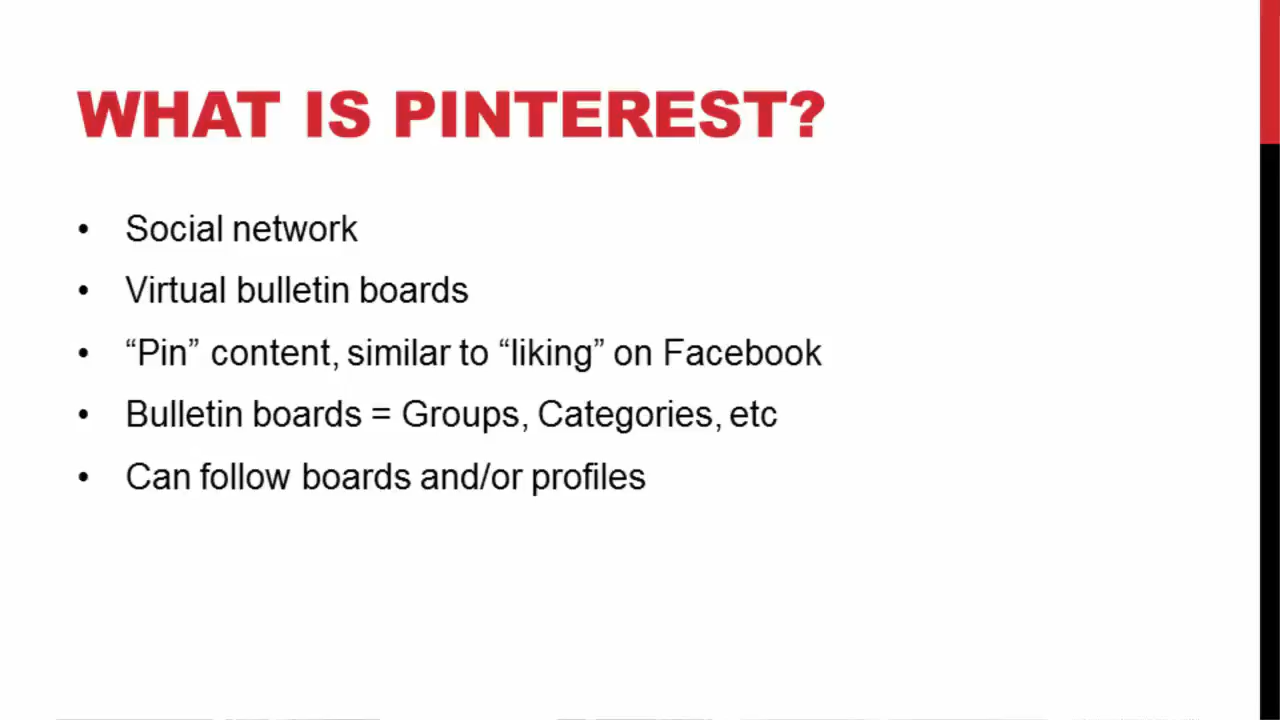 WHAT IS PINTEREST?
• Social network
• Virtual bulletin boards
• “Pin” content, similar to “liking” on Facebook
• Bulletin boards = Groups, Categories, etc
• Can follow boards and/or profiles